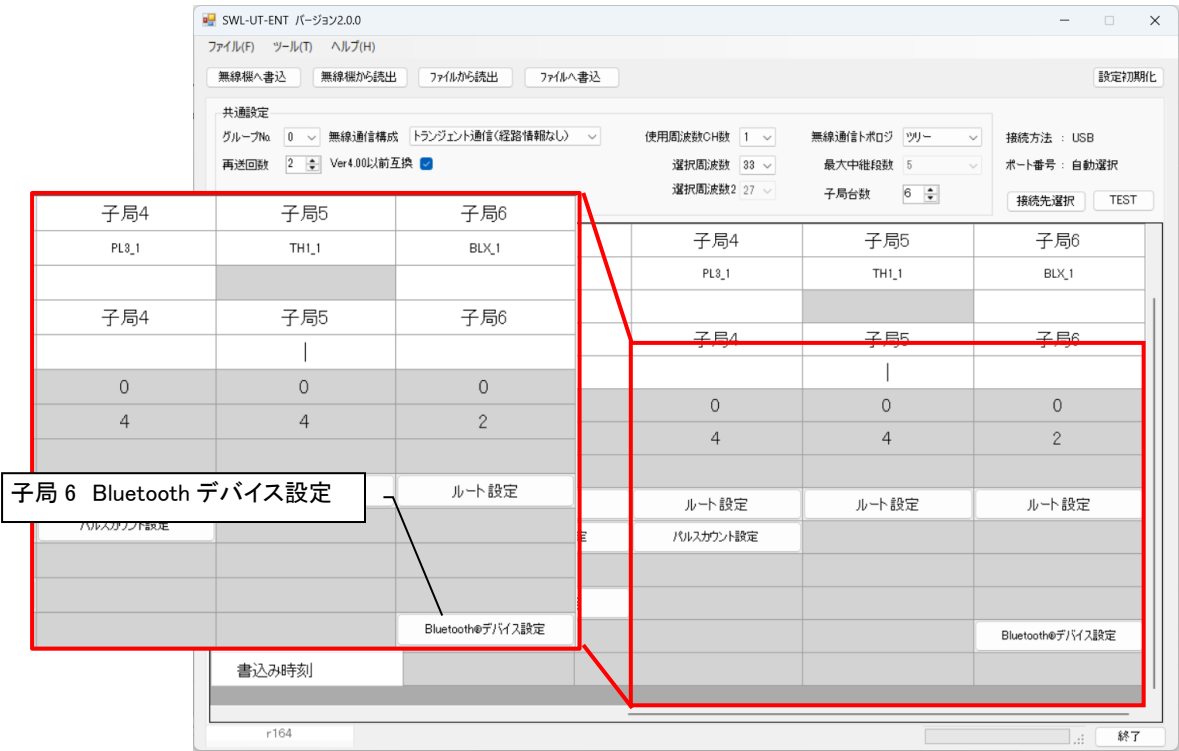 SWL-UT-ENT バージョン2.0.0
ファイル(F) ツール(T) ヘルプ(H)
無線機へ書込 無線機から読出 ファイルから読出 ファイルへ書込 設定初期化
共通設定
グループNo. 0 無線通信構成 トランジェント通信(経路情報なし) 使用周波数CH数 1 無線通信トポロジ ツリー 接続方法 : USB
再送回数 2 Ver4.00以前互換 選択周波数 33 最大中継段数 5 ポート番号 : 自動選択
選択周波数2 27 子局台数 6 接続先選択 TEST
子局4 子局5 子局6
PL3_1 TH1_1 BLX_1
子局4 子局5 子局6
0 0 0
4 4 2
ルート設定
子局6 Bluetooth デバイス設定
パルスカウント設定
Bluetooth®デバイス設定
子局4 子局5 子局6
PL3_1 TH1_1 BLX_1
子局4 子局5 子局6
0 0 0
4 4 2
ルート設定 ルート設定 ルート設定
定 パルスカウント設定
Bluetooth®デバイス設定
書込み時刻
r164 終了